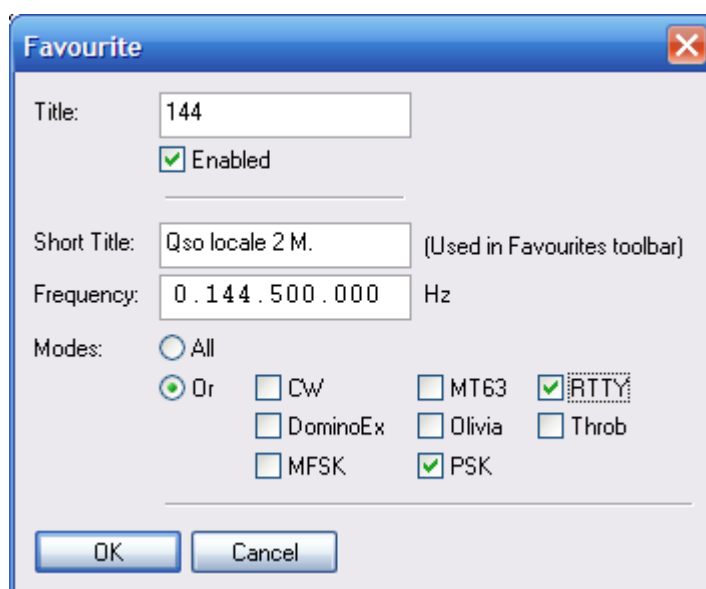 Favourite
Title: 144
Enabled
Short Title: Qso locale 2 M. (Used in Favourites toolbar)
Frequency: 0.144.500.000 Hz
Modes: All
Or CW MT63 RTTY
DominoEx Olivia Throb
MFSK PSK
OK Cancel